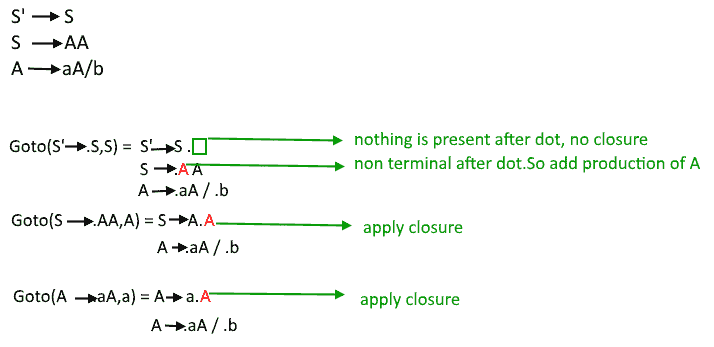 S' → S
S → AA
A → aA/b
Goto(S'→.S,S) = S'→S . nothing is present after dot, no closure
S →.AA non terminal after dot.So add production of A
A→.aA / .b
Goto(S →.AA,A) = S→A.A apply closure
A →.aA / .b
Goto(A →aA,a) = A→ a.A apply closure
A→.aA / .b